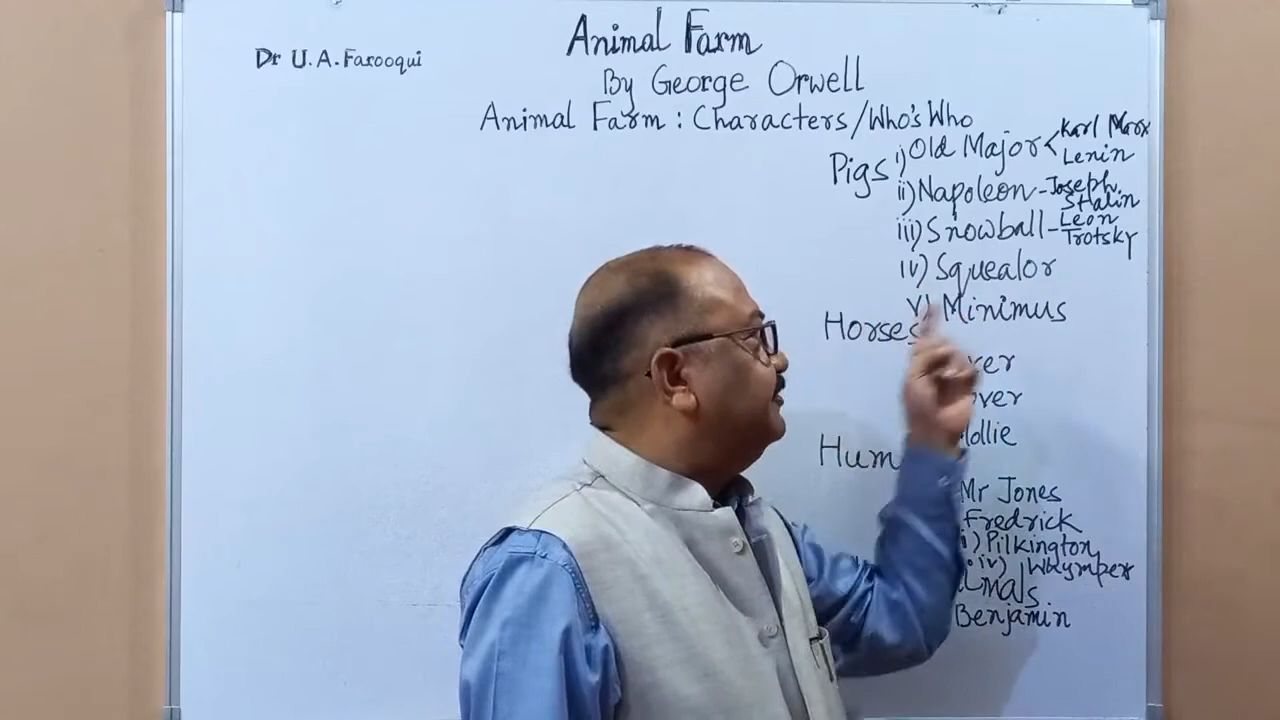 Animal Farm
Dr U.A. Farooqui
By George Orwell
Animal Farm : Characters/Who's Who
Pigs i) Old Major < Karl Marx
Lenin
ii) Napoleon - Joseph
Stalin
iii) Snowball - Leon
Trotsky
iv) Squealor
v) Minimus
Horses
Mr Jones
Fredrick
Pilkington
iv) Whymper
Benjamin